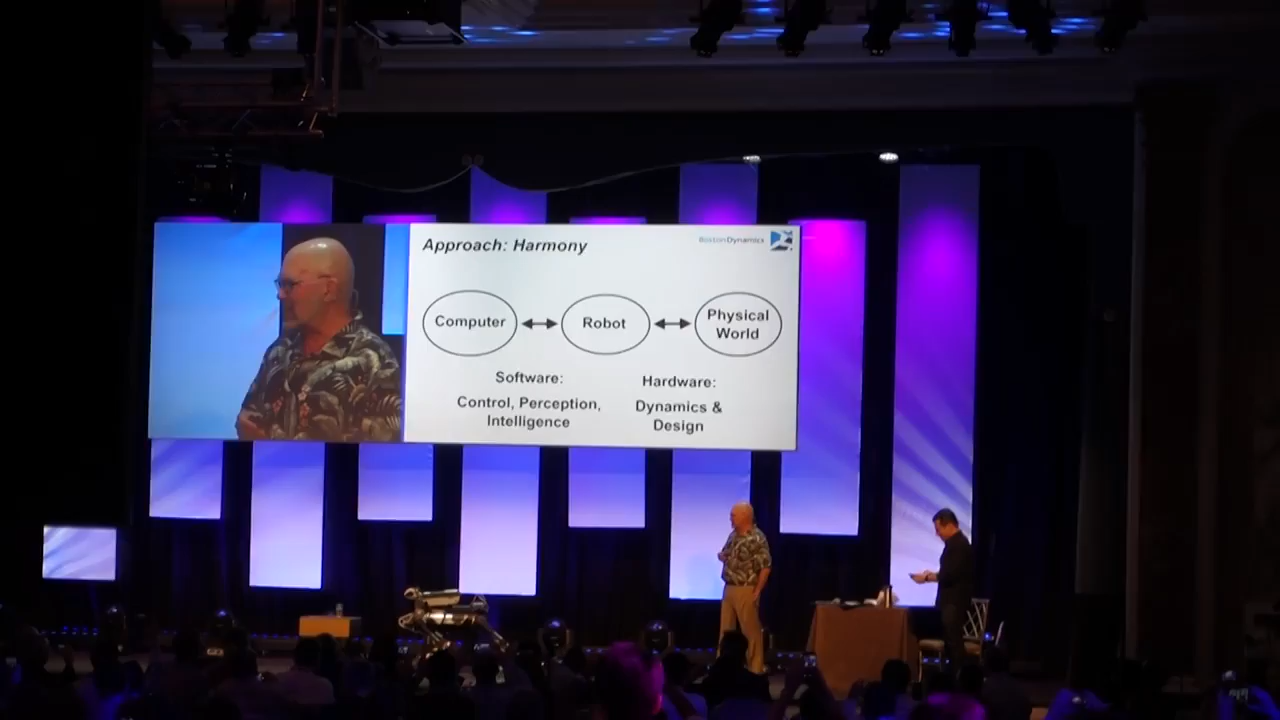 Approach: Harmony
BostonDynamics
Computer
Robot
Physical
World
Software:
Control, Perception,
Intelligence
Hardware:
Dynamics &
Design